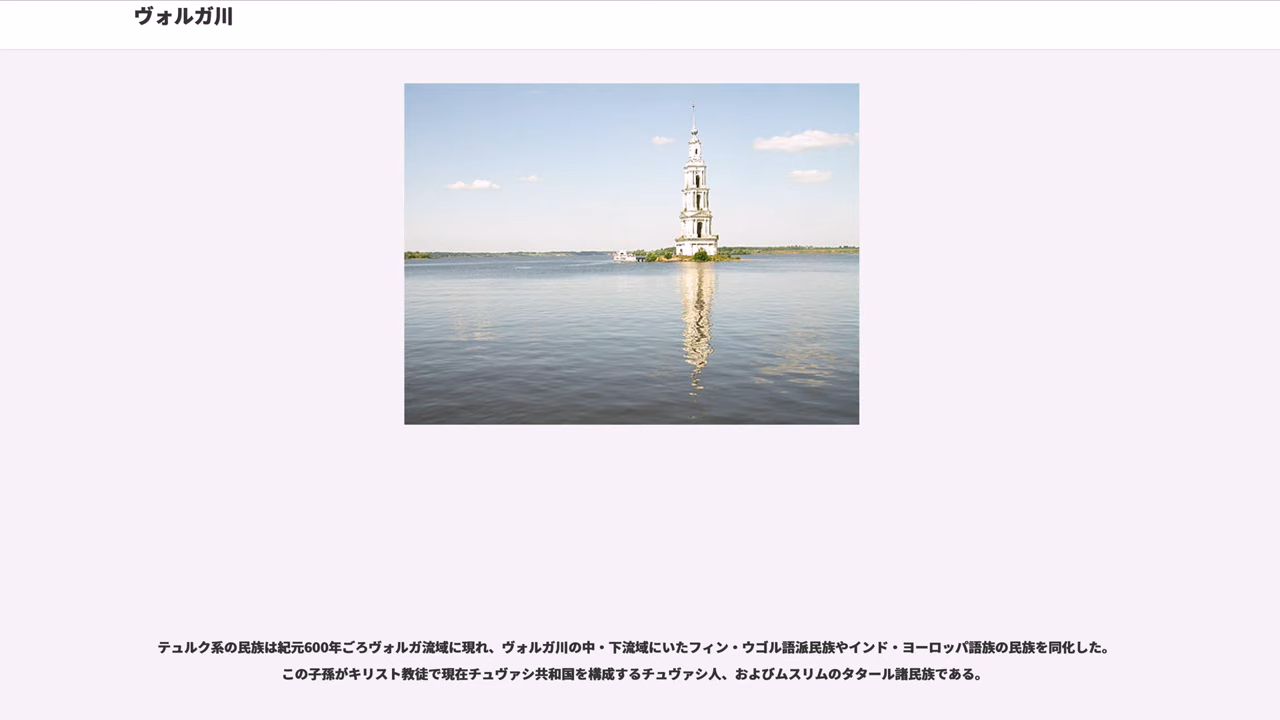 ヴォルガ川
テュルク系の民族は紀元600年ごろヴォルガ流域に現れ、ヴォルガ川の中・下流域にいたフィン・ウゴル語派民族やインド・ヨーロッパ語族の民族を同化した。
この子孫がキリスト教徒で現在チュヴァシ共和国を構成するチュヴァシ人、およびムスリムのタタール諸民族である。